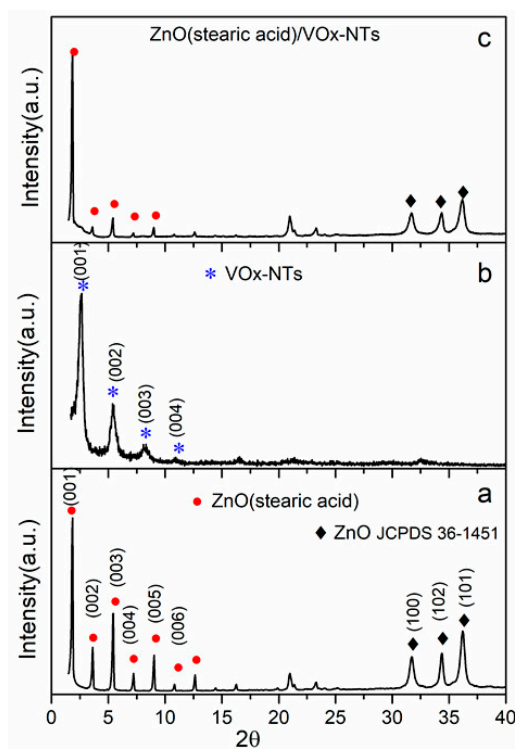 ZnO(stearic acid)/VOx-NTs
c
Intensity(a.u.)
b
* VOx-NTs
(001)
(002)
(003)
(004)
Intensity(a.u.)
a
(001)
● ZnO(stearic acid)
◆ ZnO JCPDS 36-1451
(002)
(003)
(004)
(005)
(006)
(100)
(102)
(101)
Intensity(a.u.)
0 5 10 15 20 25 30 35 40
2θ